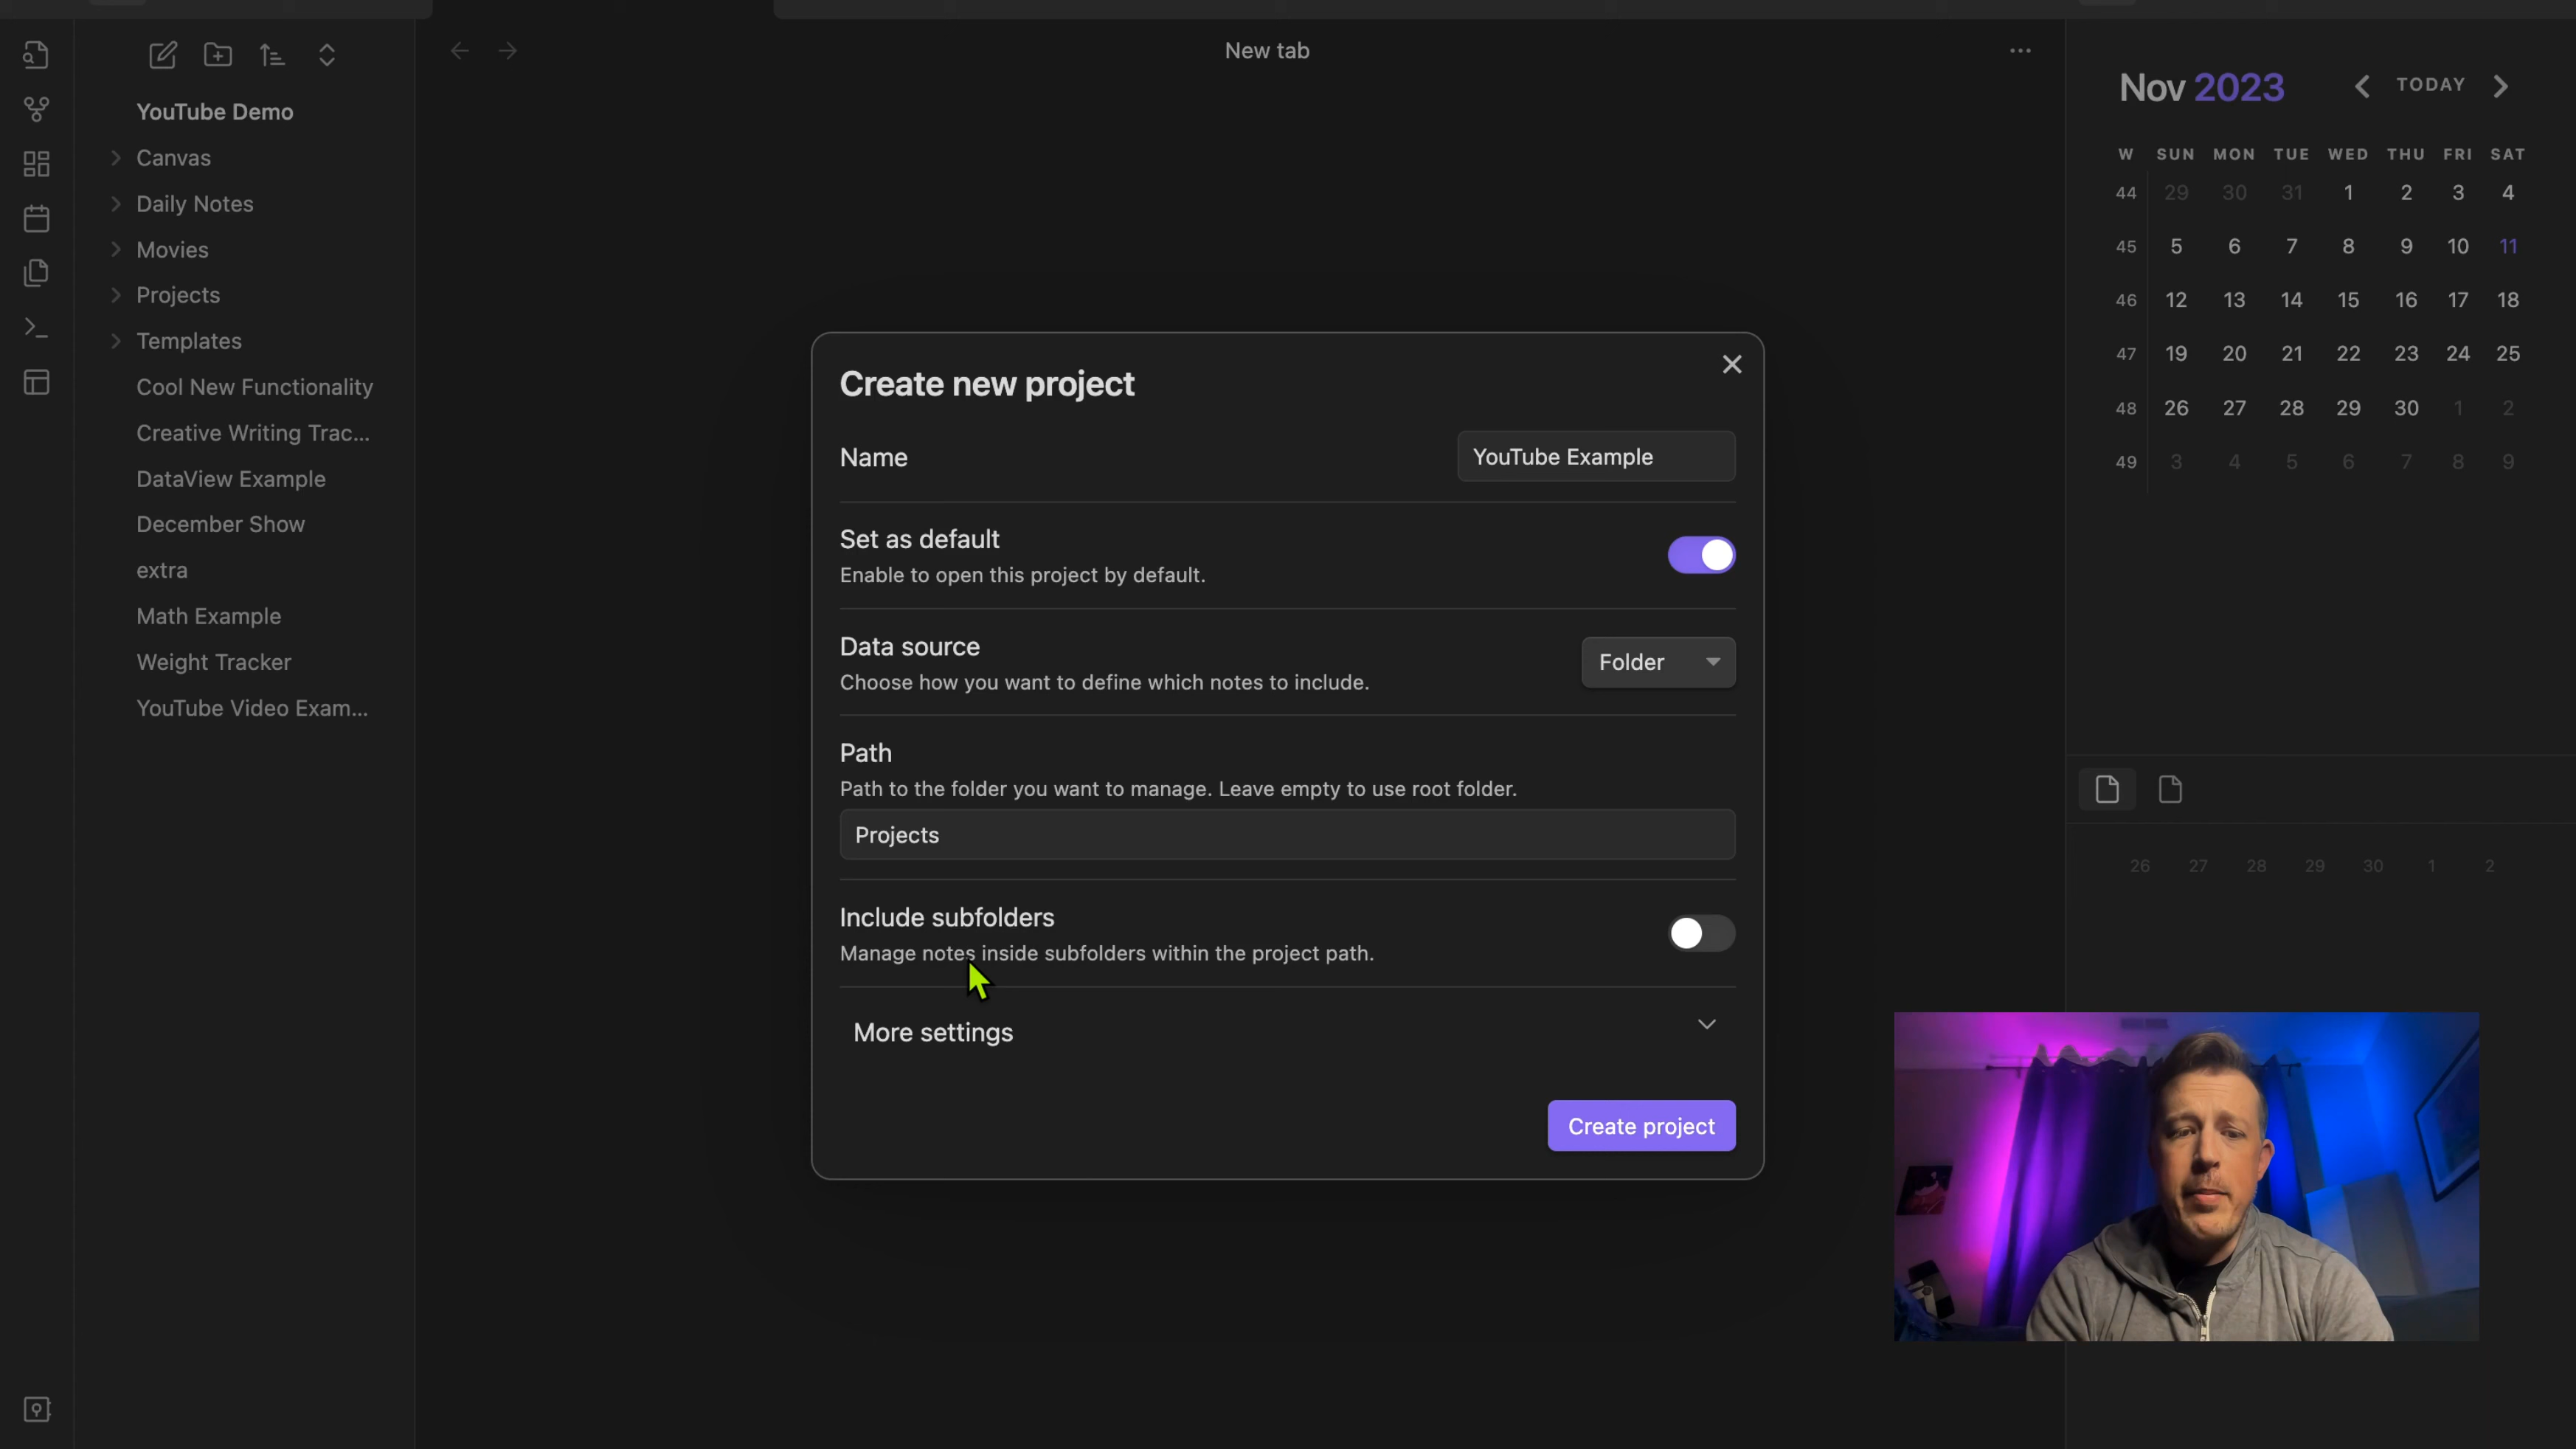 New tab
YouTube Demo
Canvas
Daily Notes
Movies
Projects
Templates
Cool New Functionality
Creative Writing Trac...
DataView Example
December Show
extra
Math Example
Weight Tracker
YouTube Video Exam...
Create new project
Name
YouTube Example
Set as default
Enable to open this project by default.
Data source
Choose how you want to define which notes to include.
Folder
Path
Path to the folder you want to manage. Leave empty to use root folder.
Projects
Include subfolders
Manage notes inside subfolders within the project path.
More settings
Create project
Nov 2023
TODAY
W SUN MON TUE WED THU FRI SAT
44 29 30 31 1 2 3 4
45 5 6 7 8 9 10 11
46 12 13 14 15 16 17 18
47 19 20 21 22 23 24 25
48 26 27 28 29 30 1 2
49 3 4 5 6 7 8 9
26 27 28 29 30 1 2